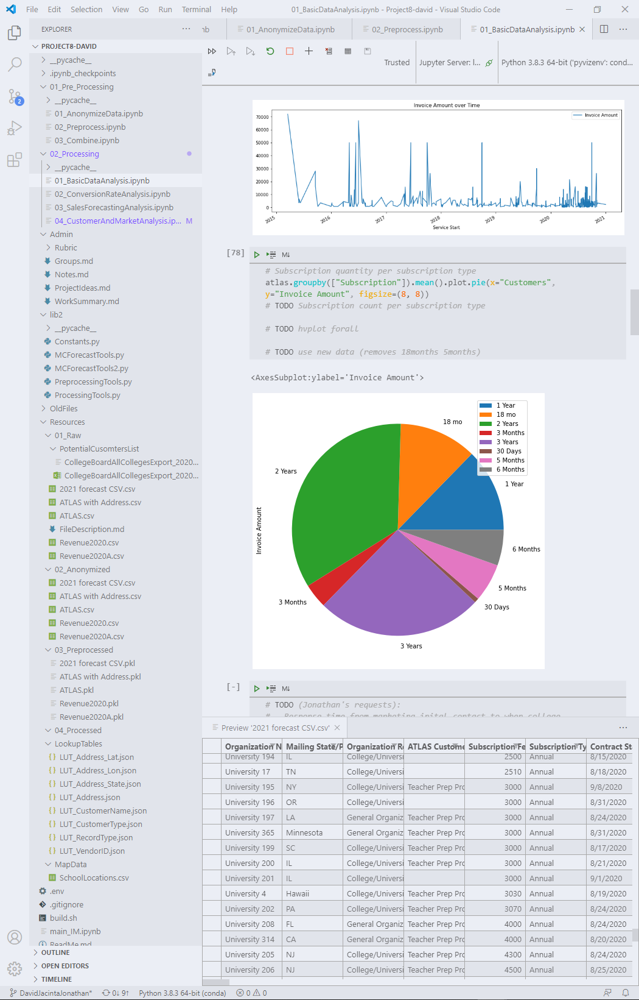 File Edit Selection View Go Run Terminal Help 01_BasicDataAnalysis.ipynb - Project8-david - Visual Studio Code
EXPLORER
PROJECT8-DAVID
__pycache__
.ipynb_checkpoints
01_Pre_Processing
__pycache__
01_AnonymizeData.ipynb
02_Preprocess.ipynb
03_Combine.ipynb
02_Processing
__pycache__
01_BasicDataAnalysis.ipynb
02_ConversionRateAnalysis.ipynb
03_SalesForecastingAnalysis.ipynb
04_CustomerAndMarketAnalysis.ip... M
Admin
Rubric
Groups.md
Notes.md
ProjectIdeas.md
WorkSummary.md
lib2
__pycache__
Constants.py
MCForecastTools.py
MCForecastTools2.py
PreprocessingTools.py
ProcessingTools.py
OldFiles
Resources
01_Raw
PotentialCusomtersList
CollegeBoardAllCollegesExport_2020...
CollegeBoardAllCollegesExport_2020...
2021 forecast CSV.csv
ATLAS with Address.csv
ATLAS.csv
FileDescription.md
Revenue2020.csv
Revenue2020A.csv
02_Anonymized
2021 forecast CSV.csv
ATLAS with Address.csv
ATLAS.csv
Revenue2020.csv
Revenue2020A.csv
03_Preprocessed
2021 forecast CSV.pkl
ATLAS with Address.pkl
ATLAS.pkl
Revenue2020.pkl
Revenue2020A.pkl
04_Processed
LookupTables
LUT_Address_Lat.json
LUT_Address_Lon.json
LUT_Address_State.json
LUT_Address.json
LUT_CustomerName.json
LUT_CustomerType.json
LUT_RecordType.json
LUT_VendorID.json
MapData
SchoolLocations.csv
.env
.gitignore
build.sh
main_IM.ipynb
ReadMe.md
OUTLINE
OPEN EDITORS
TIMELINE
2
nb 01_AnonymizeData.ipynb 02_Preprocess.ipynb 01_BasicDataAnalysis.ipynb
Trusted Jupyter Server: l... Python 3.8.3 64-bit ('pyvizenv': cond...
Invoice Amount over Time
Invoice Amount
70000
60000
50000
40000
30000
20000
10000
0
2015 2016 2017 2018 2019 2020 2021
Service Start
[78] M↓
# Subscription quantity per subscription type
atlas.groupby(["Subscription"]).mean().plot.pie(x="Customers",
y="Invoice Amount", figsize=(8, 8))
# TODO Subscription count per subscription type
# TODO hvplot forall
# TODO use new data (removes 18months 5months)
<AxesSubplot:ylabel='Invoice Amount'>
1 Year
18 mo
2 Years
3 Months
3 Years
30 Days
5 Months
6 Months
18 mo
2 Years
1 Year
Invoice Amount
6 Months
5 Months
3 Months
30 Days
3 Years
[-] M↓
# TODO (Jonathan's requests):
# Response time from marketing inital contact to when college
Preview '2021 forecast CSV.csv'
Organization N Mailing State/P Organization Re ATLAS Custome Subscription Fe Subscription Ty Contract Sta
University 194 IL College/Universi 2500 Annual 8/15/2020
University 17 TN College/Universi 2510 Annual 8/18/2020
University 195 NY College/Universi Teacher Prep Pro 3000 Annual 9/8/2020
University 196 OR College/Universi 3000 Annual 8/31/2020
University 197 LA General Organiz Teacher Prep Pro 3000 Annual 8/24/2020
University 365 Minnesota General Organiz Teacher Prep Pro 3000 Annual 8/31/2020
University 199 SC College/Universi Teacher Prep Pro 3000 Annual 8/17/2020
University 200 IL College/Universi Teacher Prep Pro 3000 Annual 8/21/2020
University 201 IL College/Universi 3000 Annual 9/1/2020
University 4 Hawaii College/Universi Teacher Prep Pro 3030 Annual 8/19/2020
University 202 PA College/Universi Teacher Prep Pro 3070 Annual 8/24/2020
University 208 FL General Organiz Teacher Prep Pro 4000 Annual 8/24/2020
University 314 CA General Organiz Teacher Prep Pro 4000 Annual 8/20/2020
University 205 NJ College/Universi Teacher Prep Pro 4300 Annual 8/24/2020
University 206 NJ College/Universi Teacher Prep Pro 4500 Annual 8/25/2020
DavidJacintaJonathan* 0↓ 9↑ Python 3.8.3 64-bit (conda) 0 0